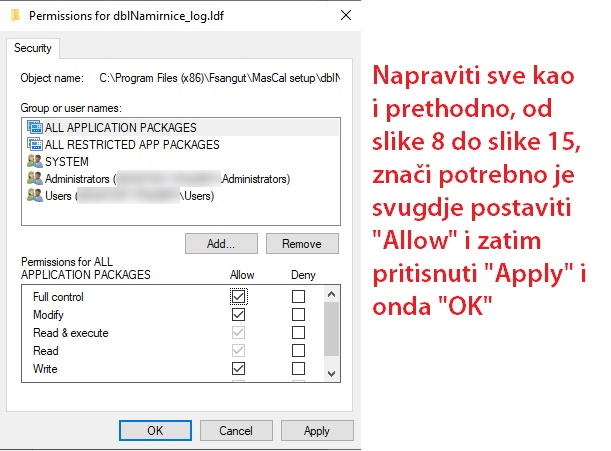 Permissions for dblNamirnice_log.ldf
Security
Object name: C:\Program Files (x86)\Fsangut\MasCal setup\dblN
Group or user names:
ALL APPLICATION PACKAGES
ALL RESTRICTED APP PACKAGES
SYSTEM
Administrators ( \Administrators)
Users ( \Users)
Add... Remove
Permissions for ALL
APPLICATION PACKAGES Allow Deny
Full control
Modify
Read & execute
Read
Write
OK Cancel Apply
Napraviti sve kao
i prethodno, od
slike 8 do slike 15,
znači potrebno je
svugdje postaviti
"Allow" i zatim
pritisnuti "Apply" i
onda "OK"